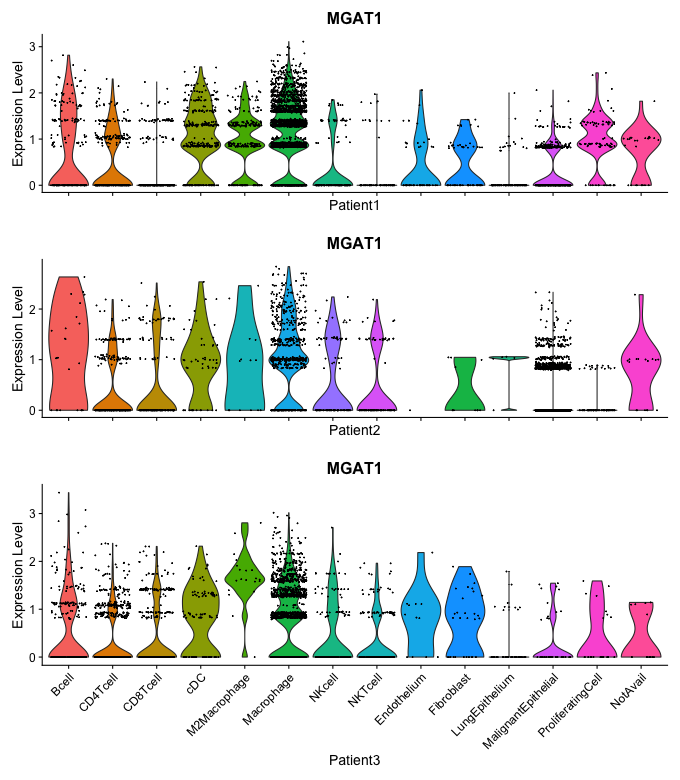 MGAT1
Expression Level
3
2
1
0
Patient1
MGAT1
Expression Level
2
1
0
Patient2
MGAT1
Expression Level
3
2
1
0
Bcell
CD4Tcell
CD8Tcell
cDC
M2Macrophage
Macrophage
NKcell
NKTcell
Endothelium
Fibroblast
LungEpithelium
MalignantEpithelial
ProliferatingCell
NotAvail
Patient3